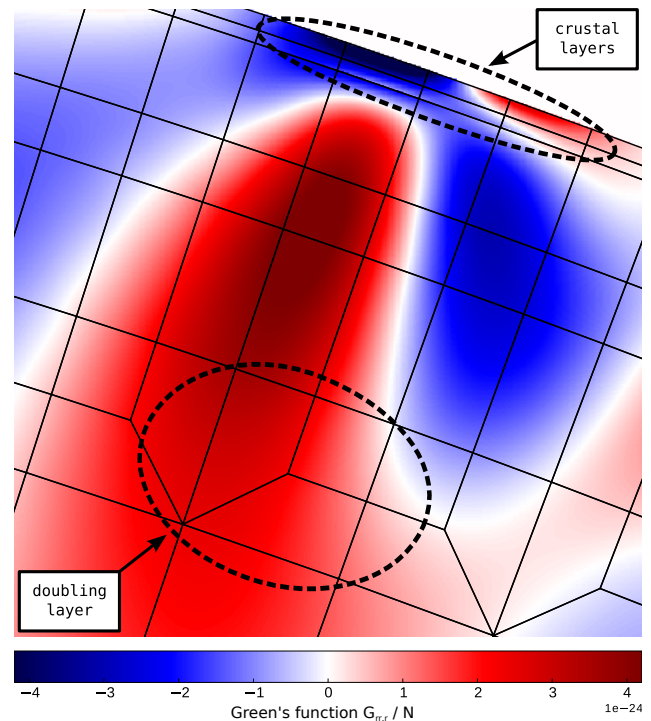 crustal
layers
doubling
layer
−4 −3 −2 −1 0 1 2 3 4
1e−24
Green's function G_rr,r / N